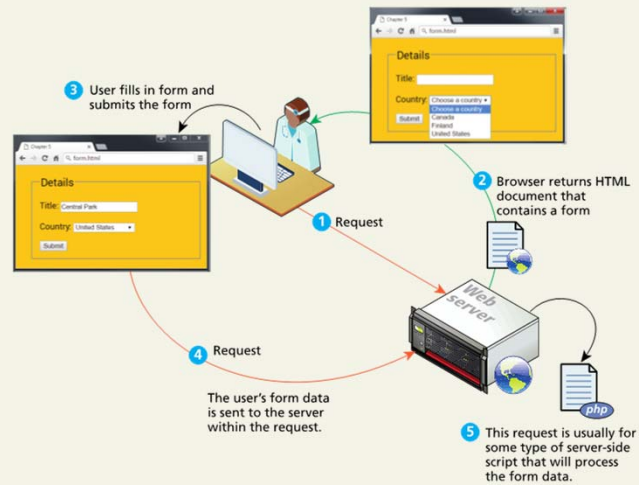 Chapter 5
form.html
Details
Title:
Country: Choose a country
Choose a country
Canada
Finland
United States
Submit
3 User fills in form and
submits the form
Chapter 5
form.html
Details
Title: Central Park
Country: United States
Submit
2 Browser returns HTML
document that
contains a form
1 Request
Web
server
4 Request
The user's form data
is sent to the server
within the request.
php
5 This request is usually for
some type of server-side
script that will process
the form data.